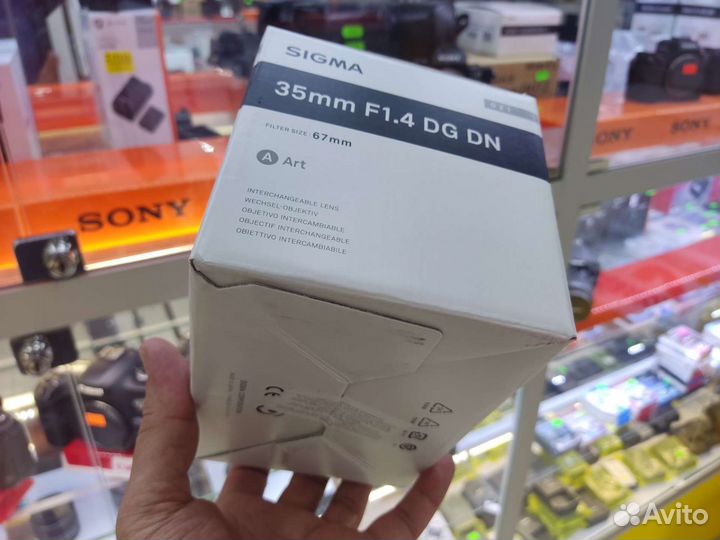 SIGMA
35mm F1.4 DG DN
FILTER SIZE 67mm
A Art
INTERCHANGEABLE LENS
WECHSEL-OBJEKTIV
OBJETIVO INTERCAMBIABLE
OBJECTIF INTERCHANGEABLE
OBIETTIVO INTERCAMBIABILE
SONY
SONY
SONY
CE
Avito